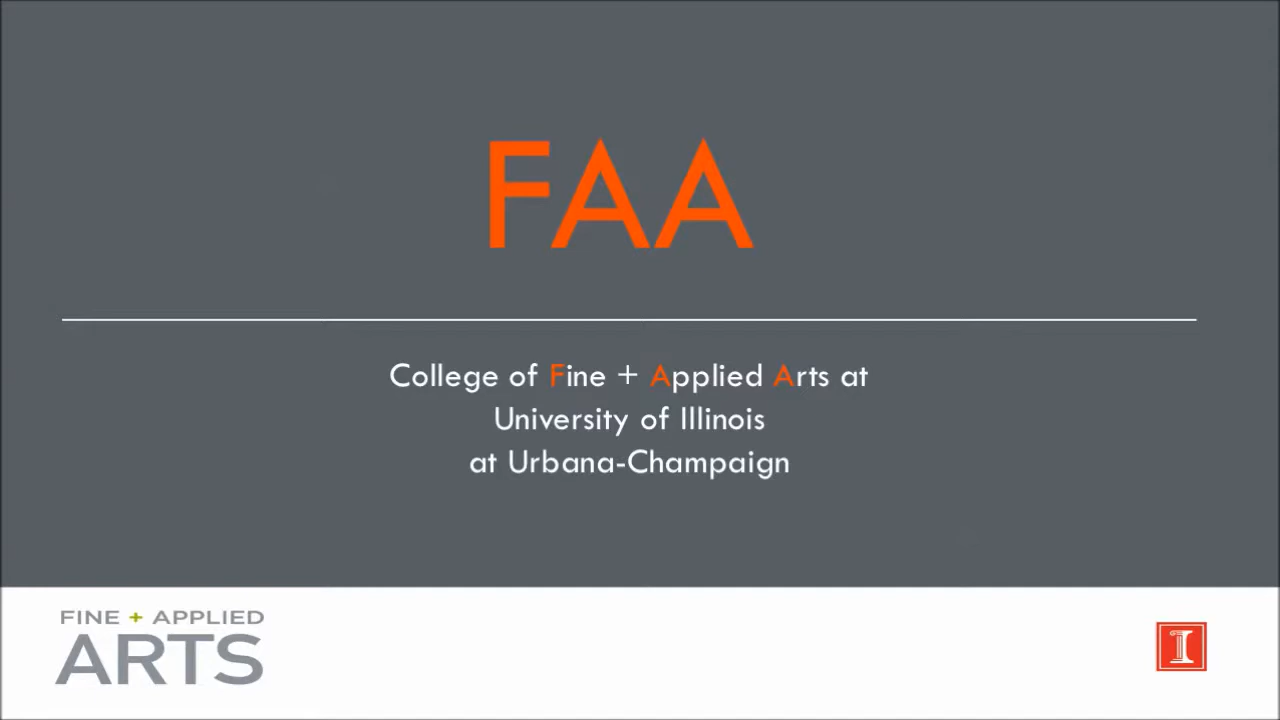 FAA
College of Fine + Applied Arts at
University of Illinois
at Urbana-Champaign
FINE + APPLIED
ARTS
I